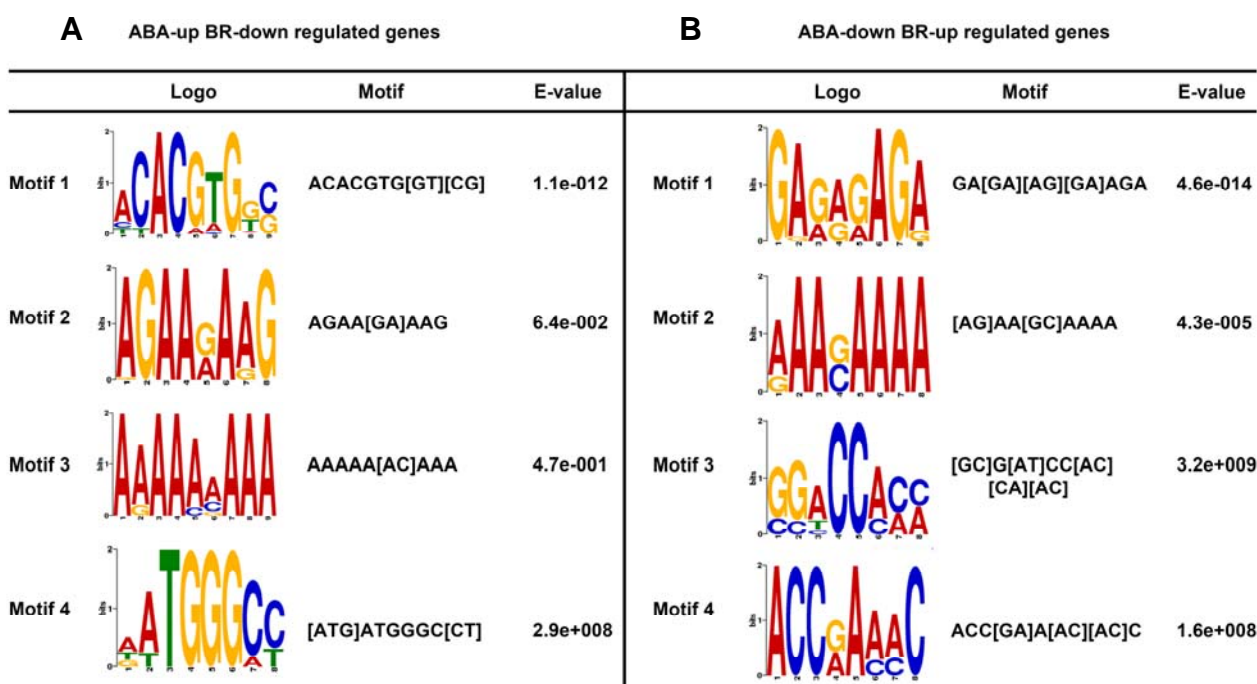 A ABA-up BR-down regulated genes
Logo Motif E-value
Motif 1 ACACGTG[GT][CG] 1.1e-012
Motif 2 AGAA[GA]AAG 6.4e-002
Motif 3 AAAAA[AC]AAA 4.7e-001
Motif 4 [ATG]ATGGGC[CT] 2.9e+008
B ABA-down BR-up regulated genes
Logo Motif E-value
Motif 1 GA[GA][AG][GA]AGA 4.6e-014
Motif 2 [AG]AA[GC]AAAA 4.3e-005
Motif 3 [GC]G[AT]CC[AC] 3.2e+009
[CA][AC]
Motif 4 ACC[GA]A[AC][AC]C 1.6e+008